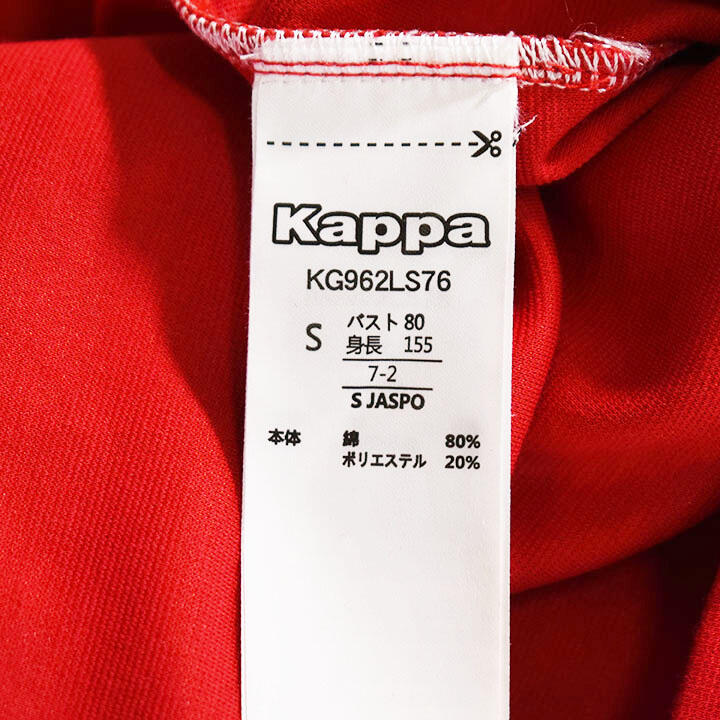 Kappa
KG962LS76
S
バスト 80
身長 155
7-2
S JASPO
本体 綿 80%
ポリエステル 20%